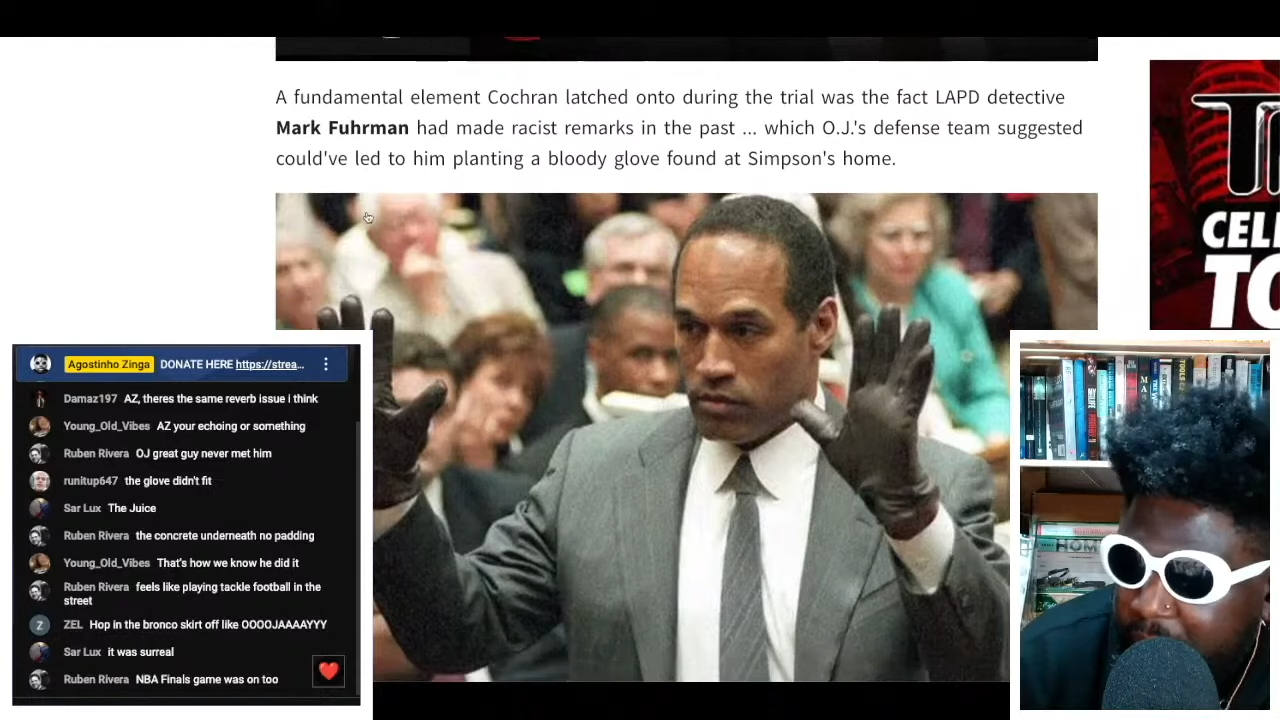 A fundamental element Cochran latched onto during the trial was the fact LAPD detective
Mark Fuhrman had made racist remarks in the past ... which O.J.'s defense team suggested
could've led to him planting a bloody glove found at Simpson's home.
CEL
TO
Agostinho Zinga DONATE HERE https://strea...
Damaz197 AZ, theres the same reverb issue i think
Young_Old_Vibes AZ your echoing or something
Ruben Rivera OJ great guy never met him
runitup647 the glove didn't fit
Sar Lux The Juice
Ruben Rivera the concrete underneath no padding
Young_Old_Vibes That's how we know he did it
Ruben Rivera feels like playing tackle football in the
street
Z ZEL Hop in the bronco skirt off like OOOOJAAAAYYY
Sar Lux it was surreal
Ruben Rivera NBA Finals game was on too